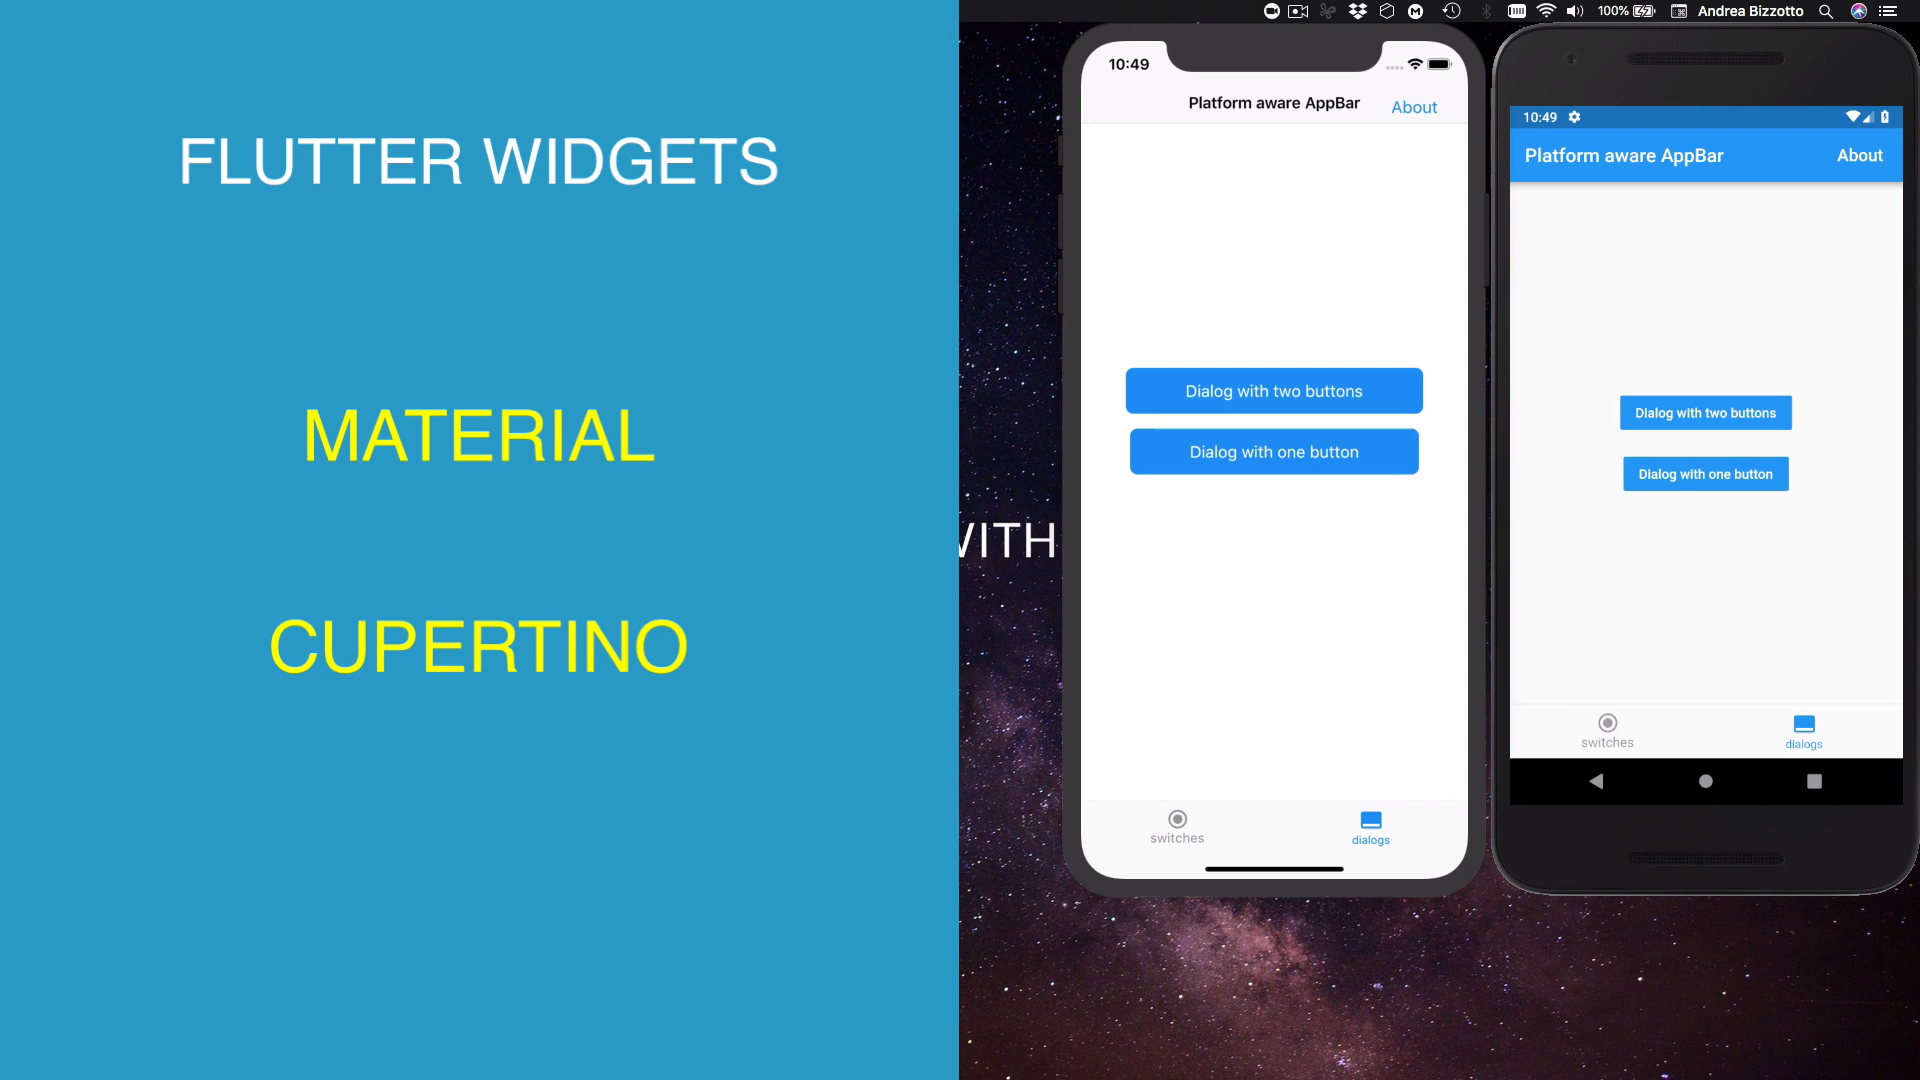 FLUTTER WIDGETS
MATERIAL
CUPERTINO
100%
Andrea Bizzotto
WITH
10:49
Platform aware AppBar
About
Dialog with two buttons
Dialog with one button
switches
dialogs
10:49
Platform aware AppBar
About
Dialog with two buttons
Dialog with one button
switches
dialogs